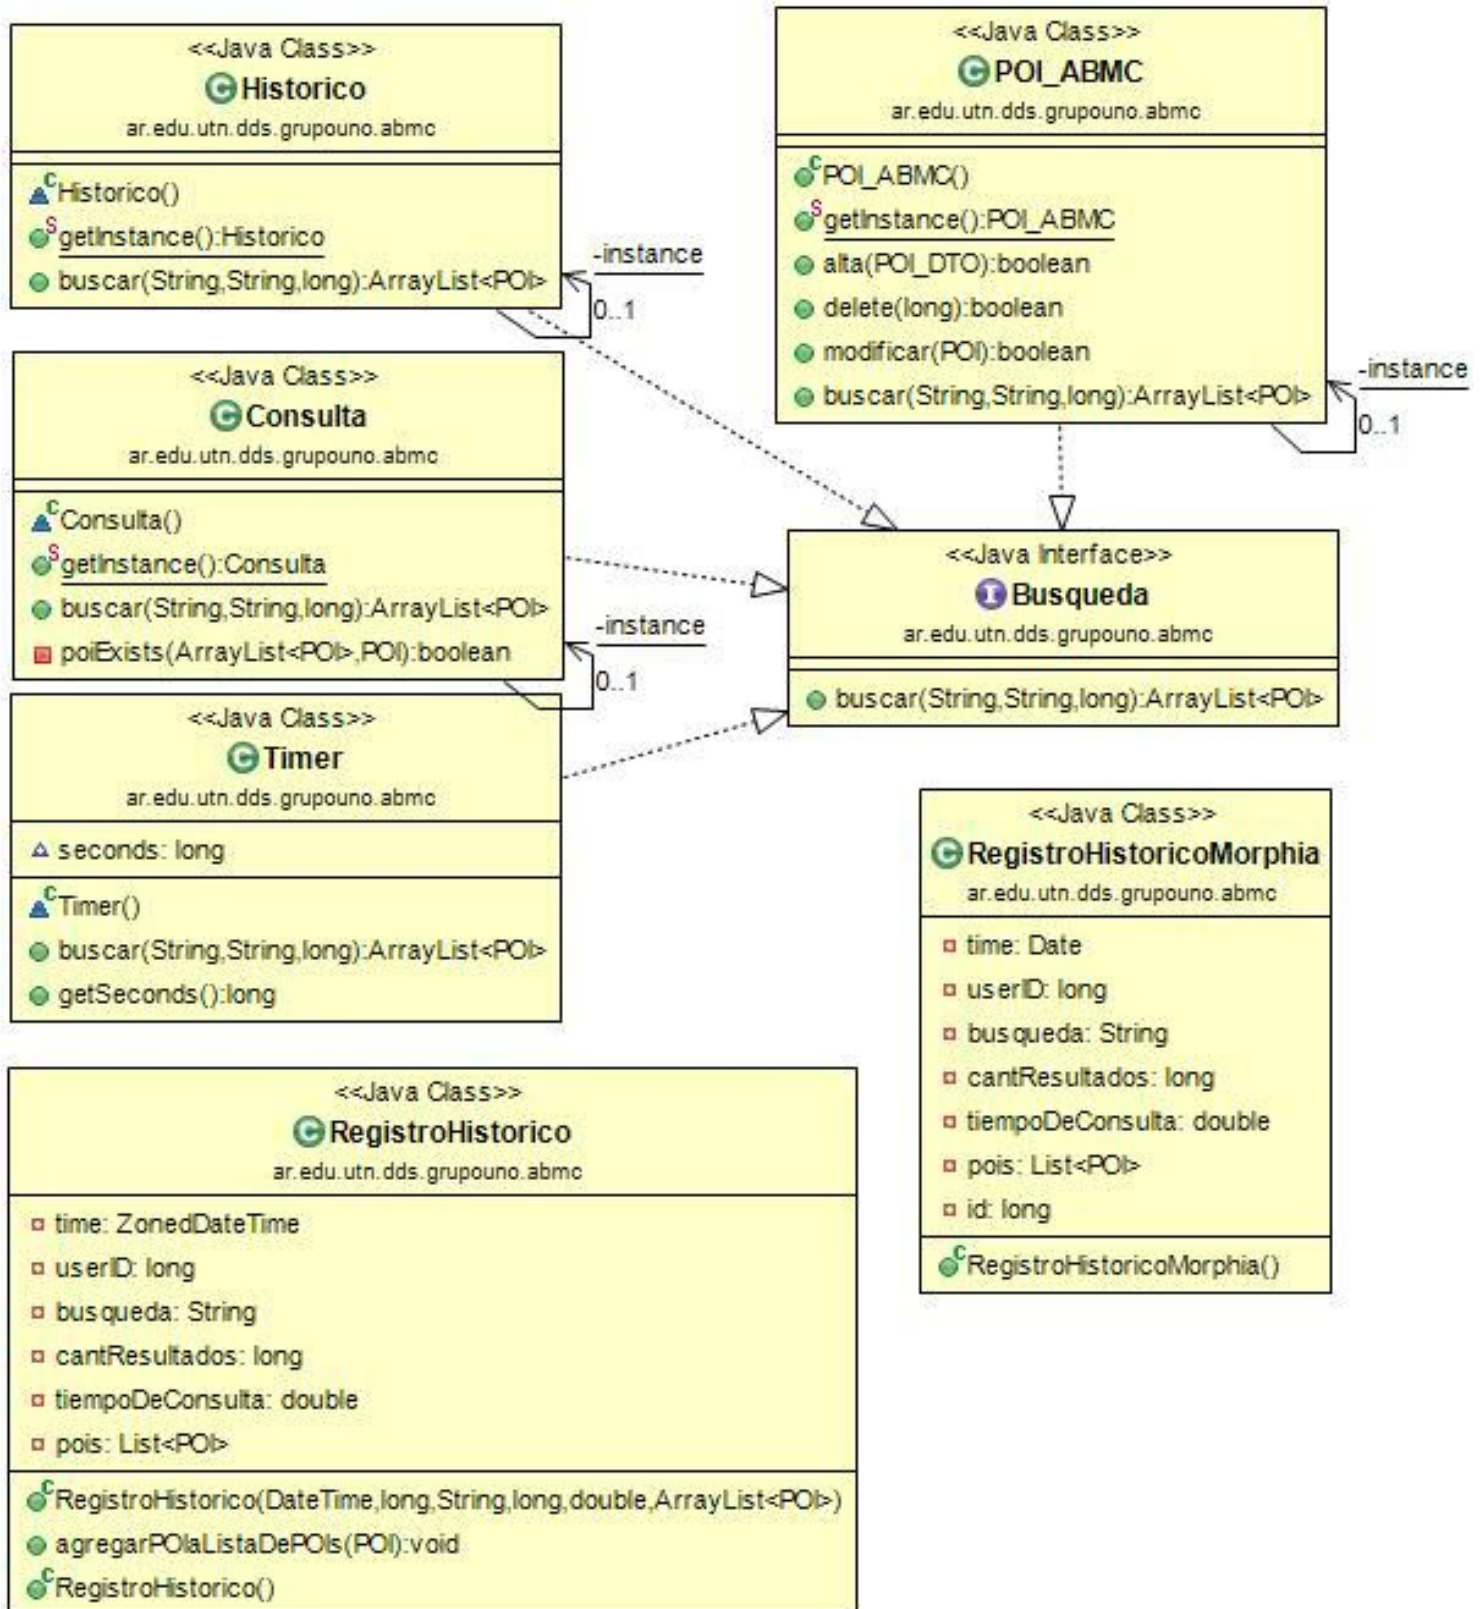 <<Java Class>>
Historico
ar.edu.utn.dds.grupouno.abmc
Historico()
getInstance():Historico
buscar(String,String,long):ArrayList<POI>
-instance
0..1
<<Java Class>>
POI_ABMC
ar.edu.utn.dds.grupouno.abmc
POI_ABMC()
getInstance():POI_ABMC
alta(POI_DTO):boolean
delete(long):boolean
modificar(POI):boolean
buscar(String,String,long):ArrayList<POI>
-instance
0..1
<<Java Class>>
Consulta
ar.edu.utn.dds.grupouno.abmc
Consulta()
getInstance():Consulta
buscar(String,String,long):ArrayList<POI>
poiExists(ArrayList<POI>,POI):boolean
-instance
0..1
<<Java Interface>>
Busqueda
ar.edu.utn.dds.grupouno.abmc
buscar(String,String,long):ArrayList<POI>
<<Java Class>>
Timer
ar.edu.utn.dds.grupouno.abmc
seconds: long
Timer()
buscar(String,String,long):ArrayList<POI>
getSeconds():long
<<Java Class>>
RegistroHistoricoMorphia
ar.edu.utn.dds.grupouno.abmc
time: Date
userID: long
busqueda: String
cantResultados: long
tiempoDeConsulta: double
pois: List<POI>
id: long
RegistroHistoricoMorphia()
<<Java Class>>
RegistroHistorico
ar.edu.utn.dds.grupouno.abmc
time: ZonedDateTime
userID: long
busqueda: String
cantResultados: long
tiempoDeConsulta: double
pois: List<POI>
RegistroHistorico(DateTime,long,String,long,double,ArrayList<POI>)
agregarPOIaListaDePOIs(POI):void
RegistroHistorico()